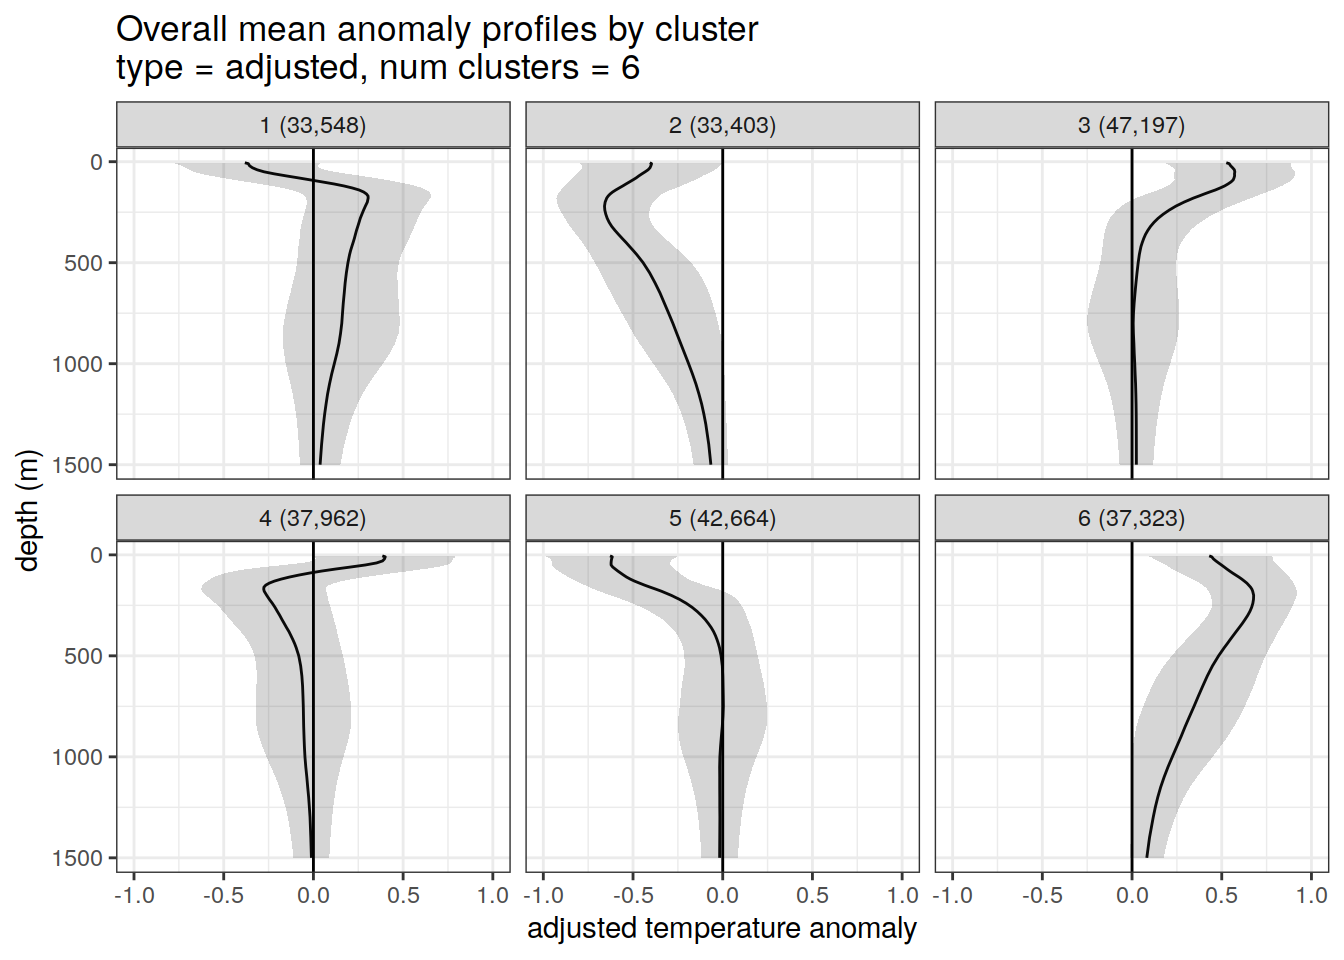 Overall mean anomaly profiles by cluster
type = adjusted, num clusters = 6
1 (33,548)
2 (33,403)
3 (47,197)
0
500
1000
1500
4 (37,962)
5 (42,664)
6 (37,323)
0
500
1000
1500
-1.0 -0.5 0.0 0.5 1.0
-1.0 -0.5 0.0 0.5 1.0
-1.0 -0.5 0.0 0.5 1.0
adjusted temperature anomaly
depth (m)